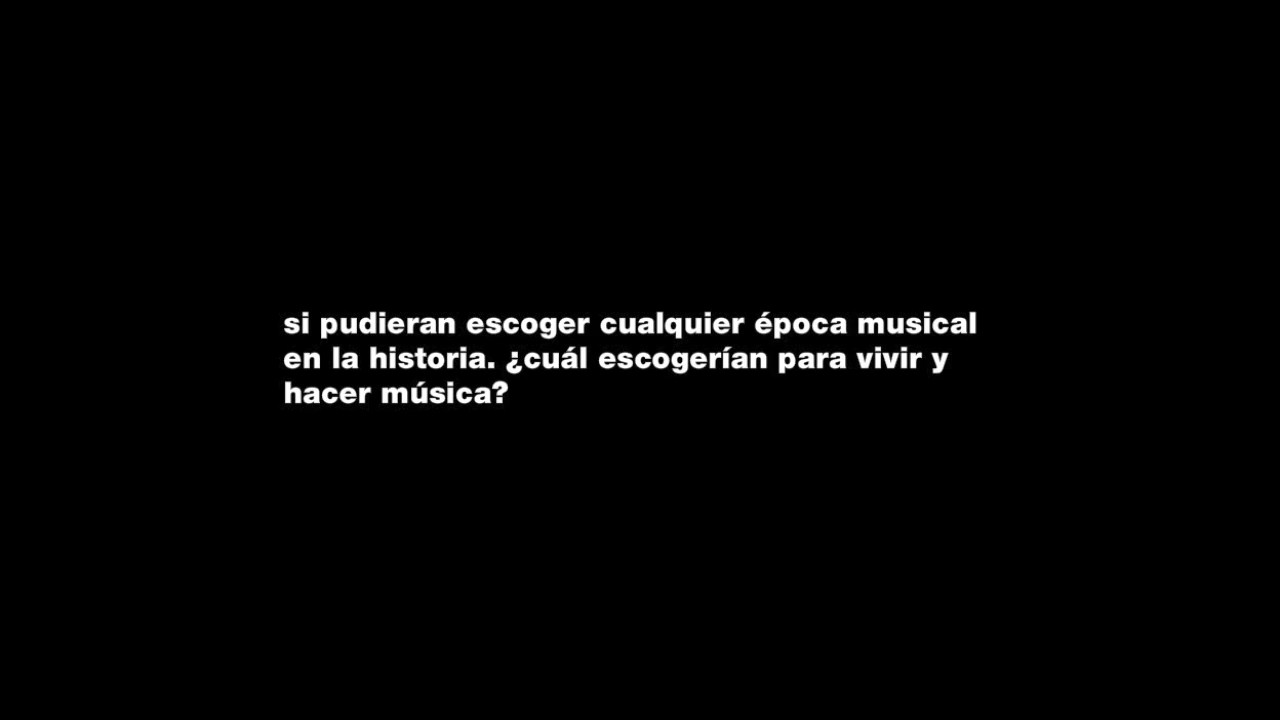 si pudieran escoger cualquier época musical
en la historia. ¿cuál escogerían para vivir y
hacer música?